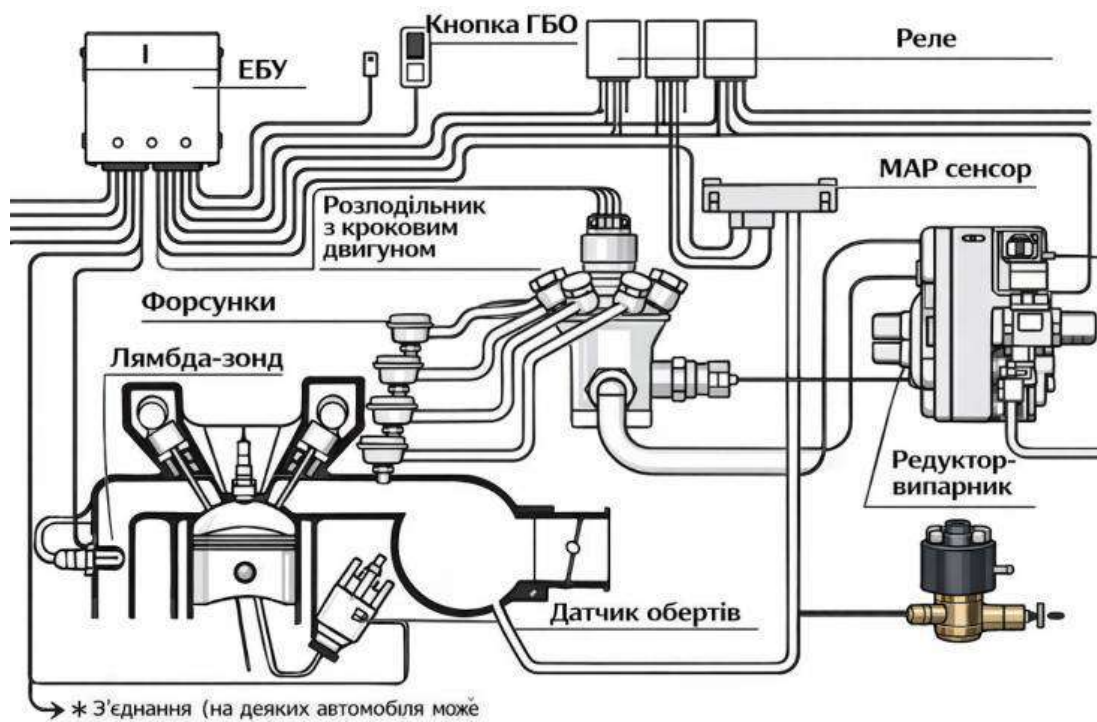 Кнопка ГБО
Реле
ЕБУ
МАР сенсор
Розлодільник
з кроковим
двигуном
Форсунки
Лямбда-зонд
Редуктор-
випарник
Датчик обертів
* З'єднання (на деяких автомобіля може